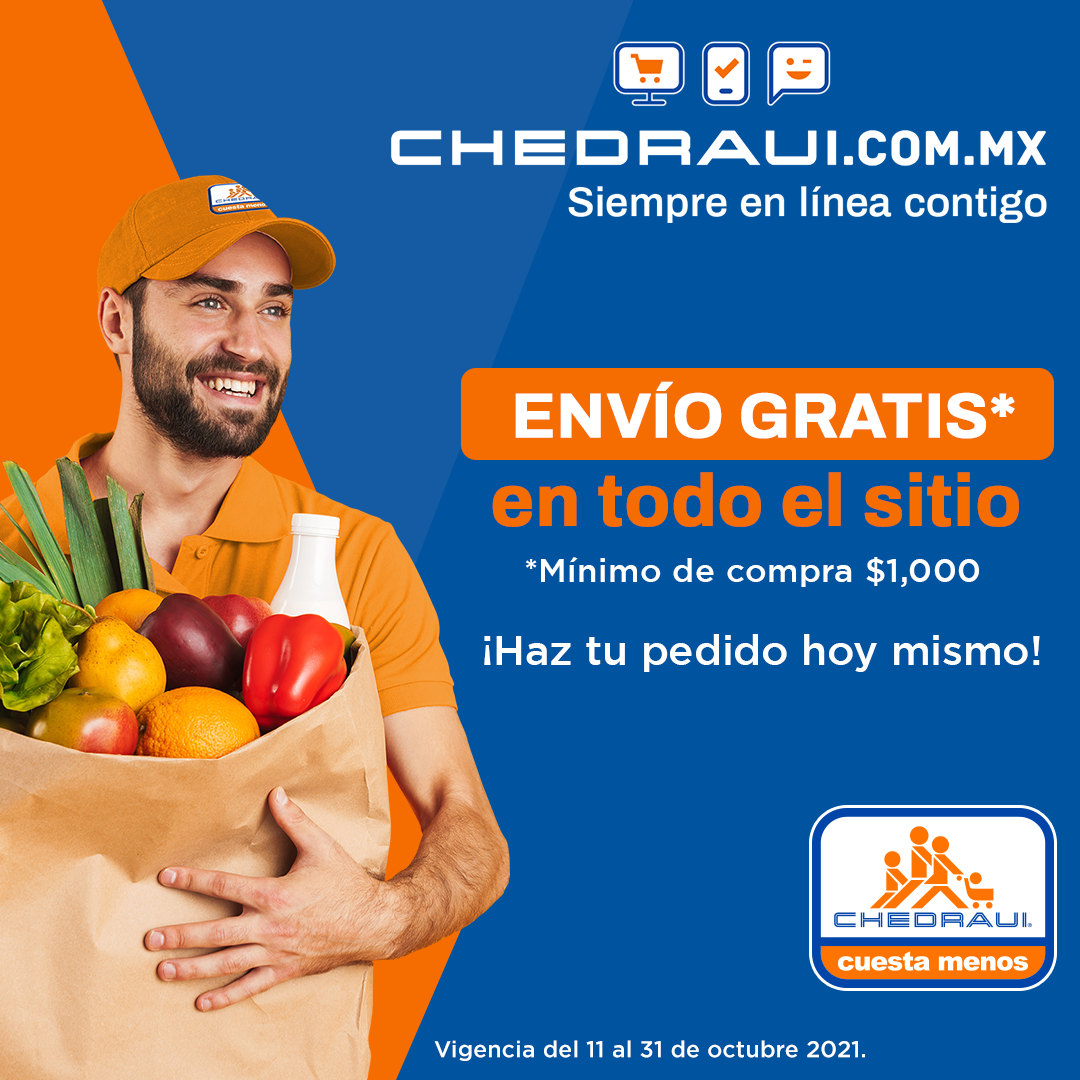 CHEDRAUI.COM.MX
Siempre en línea contigo
CHEDRAUI
cuesta menos
ENVÍO GRATIS*
en todo el sitio
*Mínimo de compra $1,000
¡Haz tu pedido hoy mismo!
CHEDRAUI®
cuesta menos
Vigencia del 11 al 31 de octubre 2021.